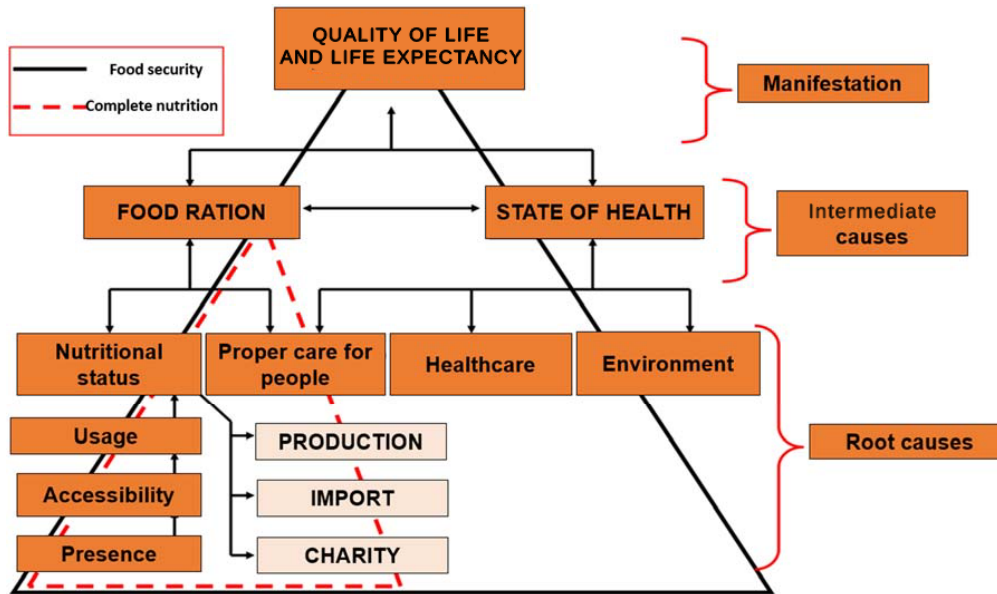 QUALITY OF LIFE
AND LIFE EXPECTANCY
Food security
Complete nutrition
Manifestation
FOOD RATION
STATE OF HEALTH
Intermediate
causes
Nutritional
status
Proper care for
people
Healthcare
Environment
Usage
PRODUCTION
Root causes
Accessibility
IMPORT
Presence
CHARITY